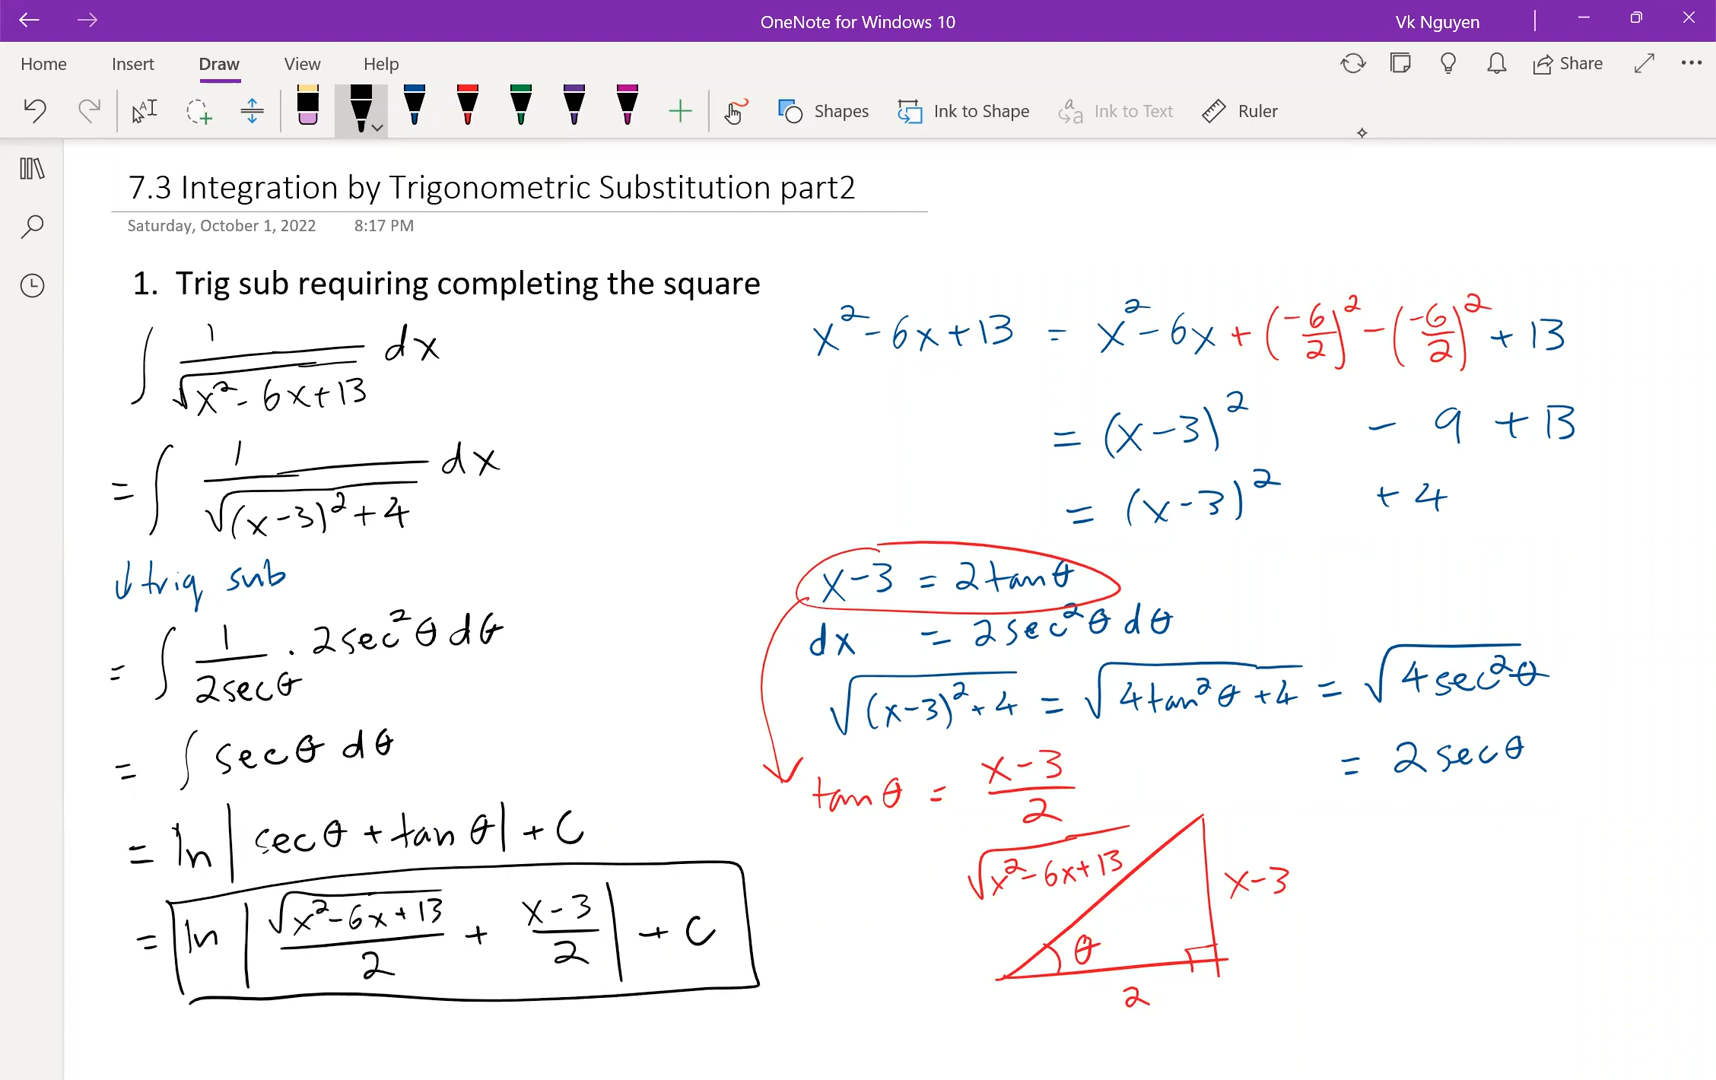 OneNote for Windows 10
Vk Nguyen
Home Insert Draw View Help
Share
Shapes Ink to Shape Ink to Text Ruler
7.3 Integration by Trigonometric Substitution part2
Saturday, October 1, 2022 8:17 PM
1. Trig sub requiring completing the square
∫ 1/√(x² - 6x + 13) dx
= ∫ 1/√((x-3)² + 4) dx
↓ trig sub
= ∫ 1/(2secθ) · 2sec²θ dθ
= ∫ secθ dθ
= ln|secθ + tanθ| + C
= ln|√(x²-6x+13)/2 + (x-3)/2| + C
x² - 6x + 13 = x² - 6x + (-6/2)² - (-6/2)² + 13
= (x-3)² - 9 + 13
= (x-3)² + 4
x-3 = 2tanθ
dx = 2sec²θ dθ
√((x-3)² + 4) = √(4tan²θ + 4) = √(4sec²θ)
= 2secθ
tanθ = (x-3)/2
√(x²-6x+13)
x-3
θ
2